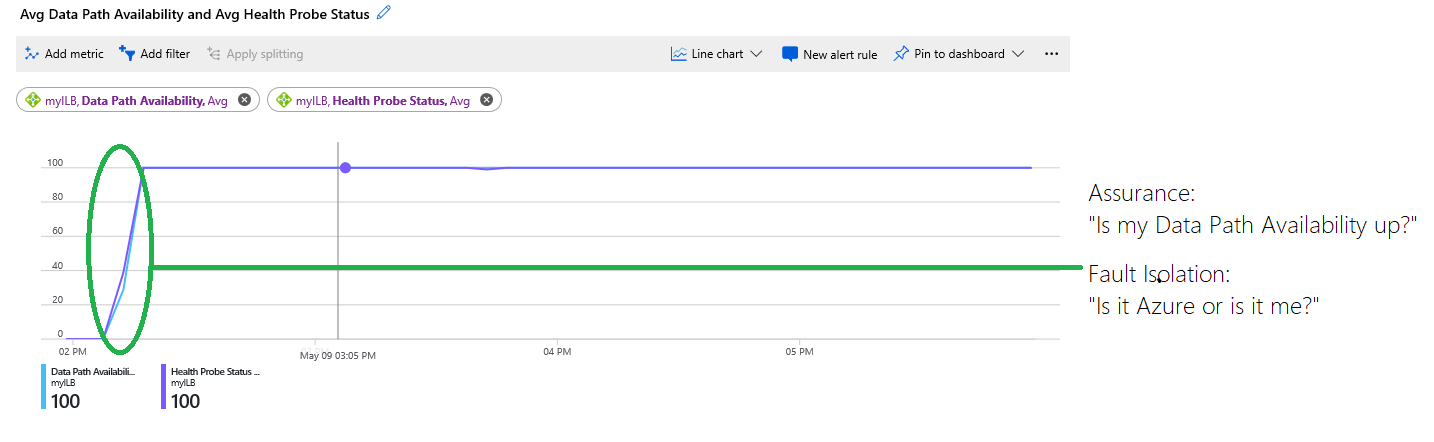 Avg Data Path Availability and Avg Health Probe Status
Add metric Add filter Apply splitting Line chart New alert rule Pin to dashboard
myILB, Data Path Availability, Avg myILB, Health Probe Status, Avg
100
80
60
40
20
0
02 PM May 09 03:05 PM 04 PM 05 PM
Data Path Availabili... Health Probe Status ...
myILB myILB
100 100
Assurance:
"Is my Data Path Availability up?"
Fault Isolation:
"Is it Azure or is it me?"